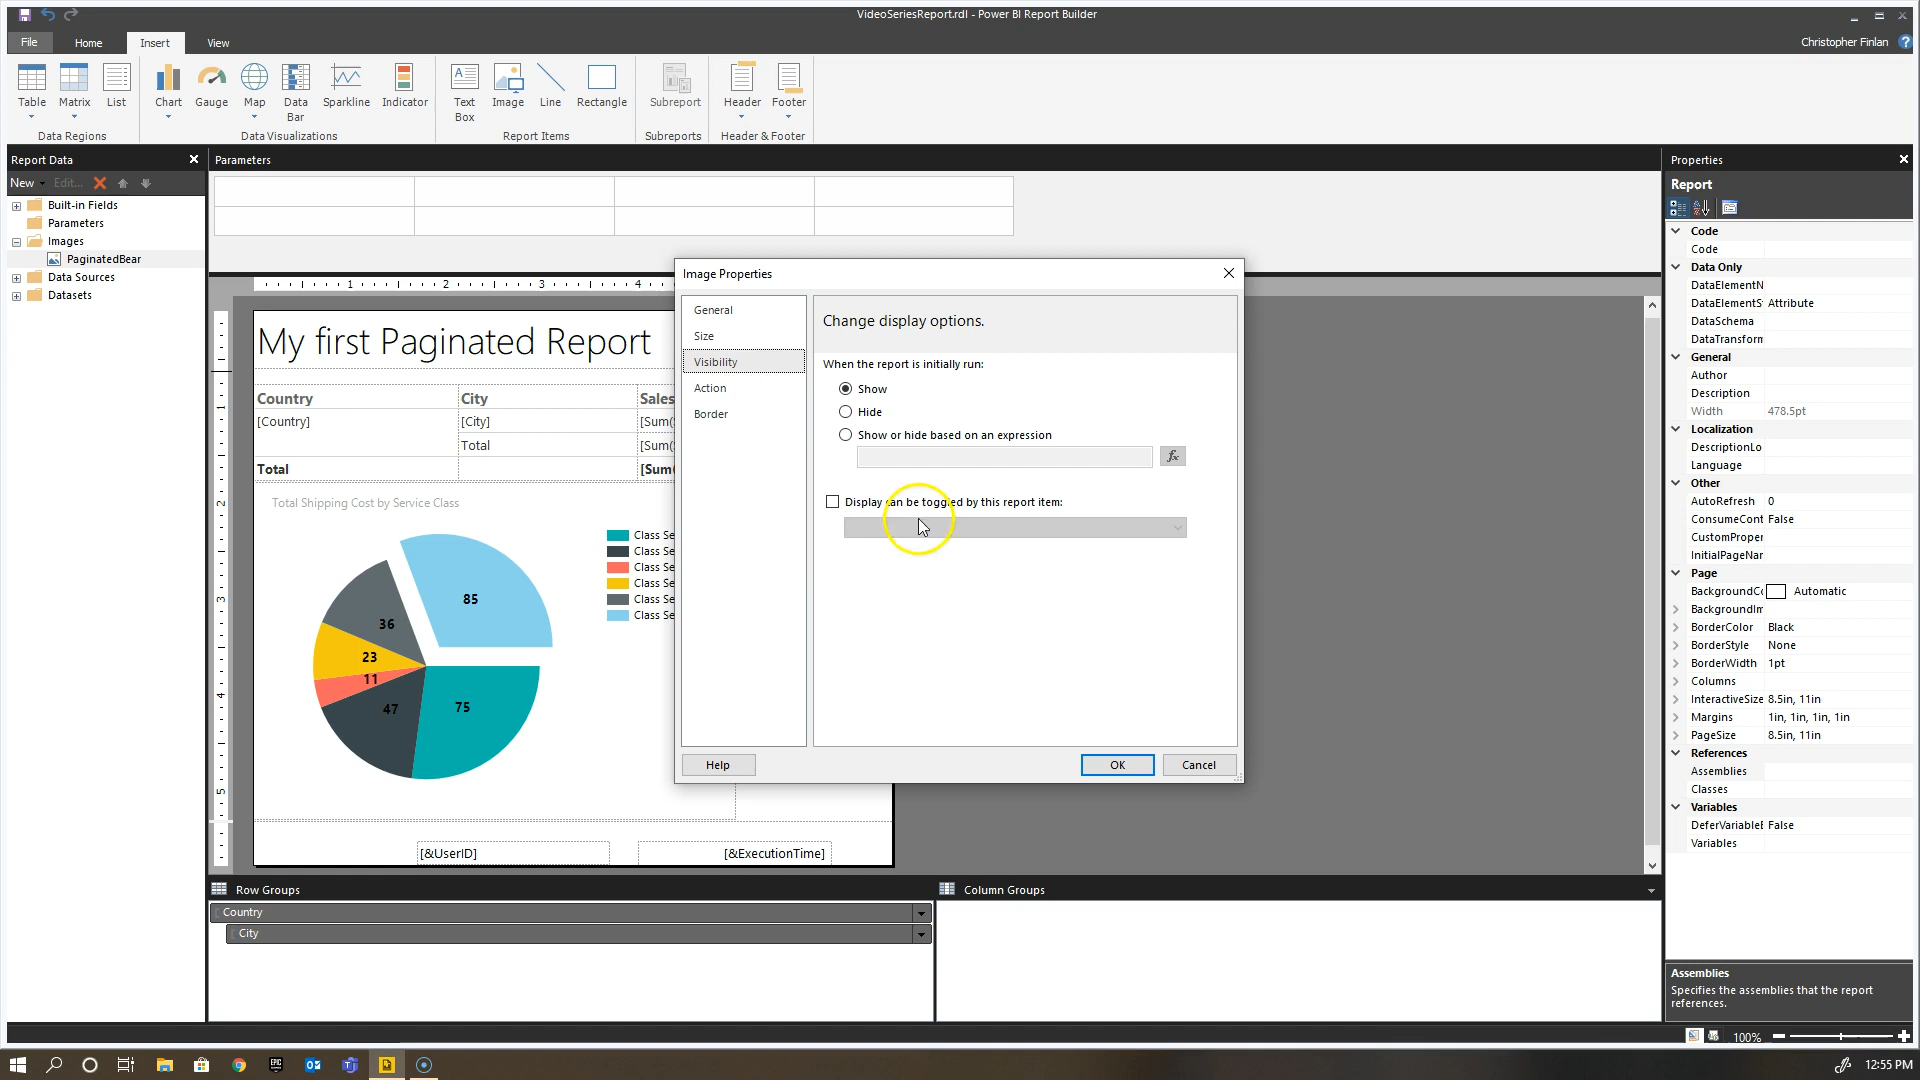 VideoSeriesReport.rdl - Power BI Report Builder
File
Home
Insert
View
Christopher Finlan
?
Table
Matrix
List
Chart
Gauge
Map
Data
Bar
Sparkline
Indicator
Text
Box
Image
Line
Rectangle
Subreport
Header
Footer
Data Regions
Data Visualizations
Report Items
Subreports
Header & Footer
Report Data
New
Edit...
Built-in Fields
Parameters
Images
PaginatedBear
Data Sources
Datasets
Parameters
My first Paginated Report
Country
City
Sales
[Country]
[City]
[Sum(
Total
[Sum(
Total
[Sum(
Total Shipping Cost by Service Class
85
36
23
11
47
75
Class Se
Class Se
Class Se
Class Se
Class Se
Class Se
[&UserID]
[&ExecutionTime]
Image Properties
General
Size
Visibility
Action
Border
Change display options.
When the report is initially run:
Show
Hide
Show or hide based on an expression
fx
Display can be toggled by this report item:
Help
OK
Cancel
Row Groups
Country
City
Column Groups
Properties
Report
Code
Code
Data Only
DataElementN
DataElementS Attribute
DataSchema
DataTransform
General
Author
Description
Width 478.5pt
Localization
DescriptionLo
Language
Other
AutoRefresh 0
ConsumeCont False
CustomProper
InitialPageNar
Page
BackgroundCo Automatic
BackgroundIm
BorderColor Black
BorderStyle None
BorderWidth 1pt
Columns
InteractiveSize 8.5in, 11in
Margins 1in, 1in, 1in, 1in
PageSize 8.5in, 11in
References
Assemblies
Classes
Variables
DeferVariableE False
Variables
Assemblies
Specifies the assemblies that the report
references.
100%
12:55 PM